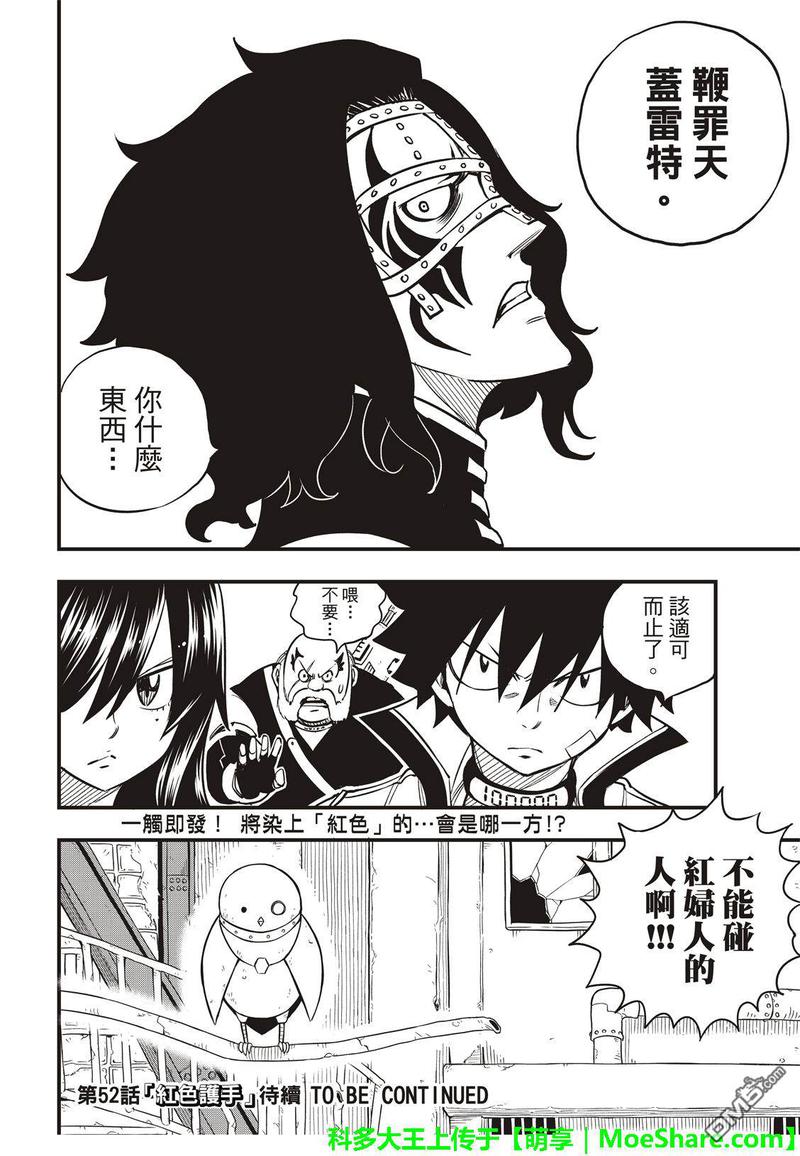 鞭罪天
蓋雷特。
你什麼
東西…
該適可
而止了。
喂…
不要…
100000
一觸即發！ 將染上「紅色」的…會是哪一方!?
不能碰
紅婦人的
人啊!!!
第52話「紅色護手」待續 TO BE CONTINUED
DM5.com
科多大王上传于【萌享】|MoeShare.com】